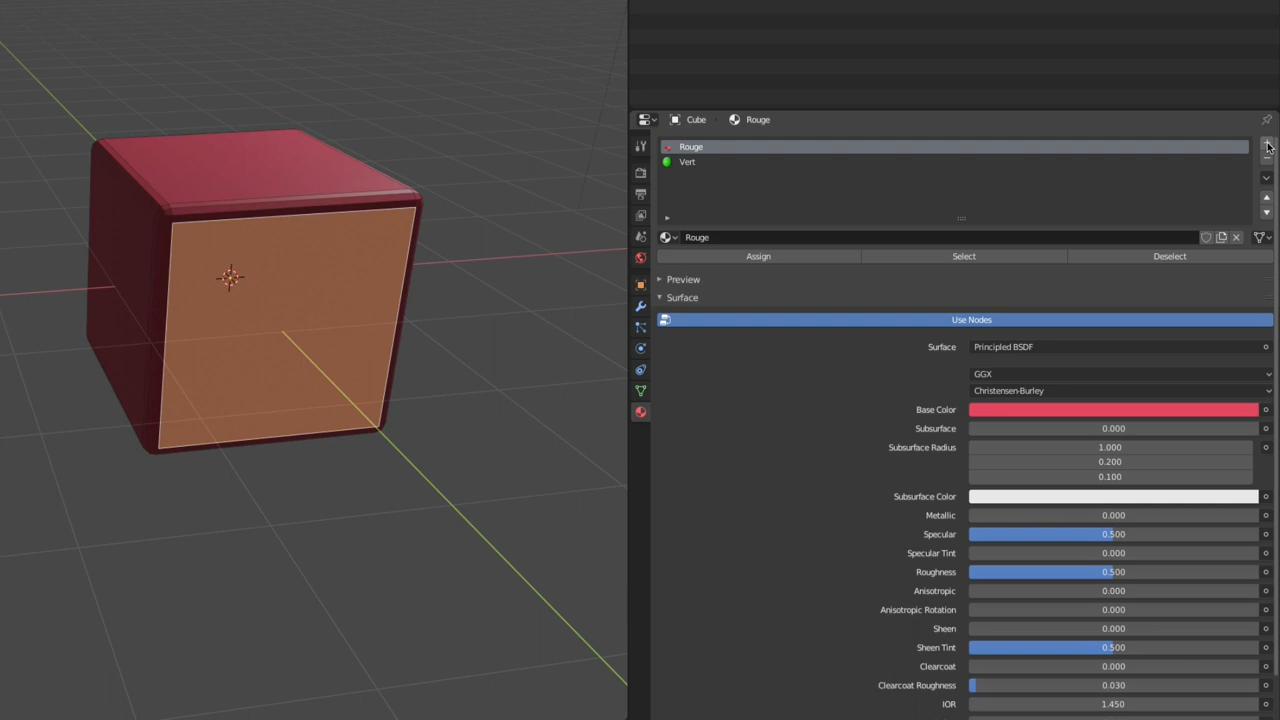 Cube Rouge
Rouge
Vert
Rouge
Assign Select Deselect
Preview
Surface
Use Nodes
Surface Principled BSDF
GGX
Christensen-Burley
Base Color
Subsurface 0.000
Subsurface Radius 1.000
0.200
0.100
Subsurface Color
Metallic 0.000
Specular 0.500
Specular Tint 0.000
Roughness 0.500
Anisotropic 0.000
Anisotropic Rotation 0.000
Sheen 0.000
Sheen Tint 0.500
Clearcoat 0.000
Clearcoat Roughness 0.030
IOR 1.450